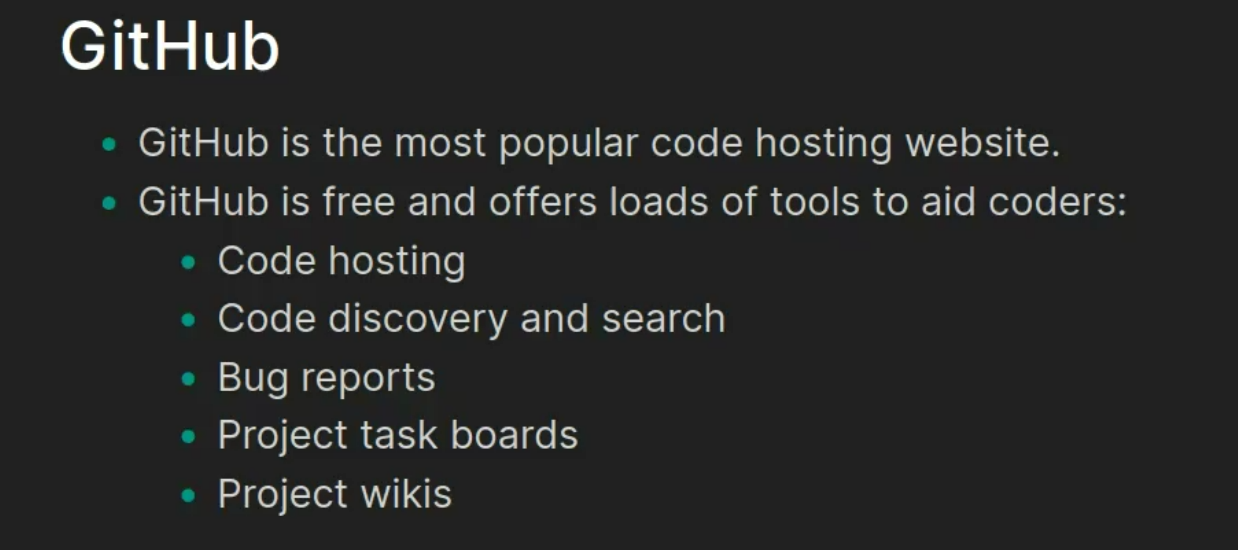 GitHub
GitHub is the most popular code hosting website.
GitHub is free and offers loads of tools to aid coders:
Code hosting
Code discovery and search
Bug reports
Project task boards
Project wikis